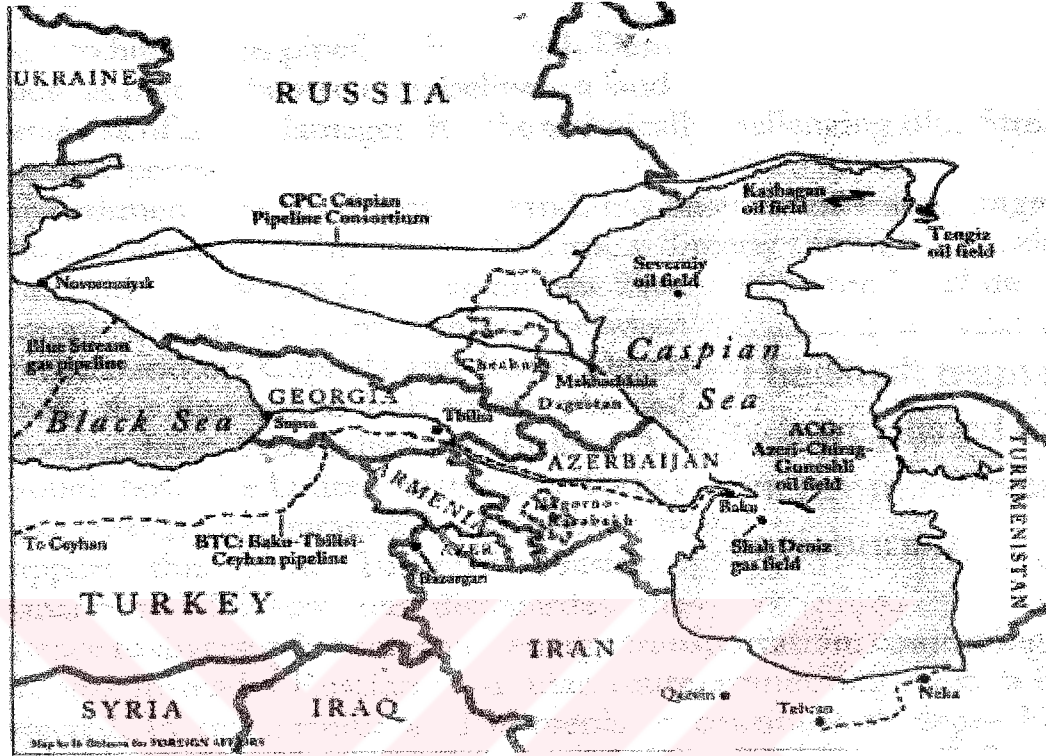 UKRAINE
RUSSIA
CPC: Caspian
Pipeline Consortium
Kashagan
oil field
Tengiz
oil field
Severniy
oil field
Novorossiysk
Blue Stream
gas pipeline
Caspian
Sea
Makhachkala
Dagestan
GEORGIA
Black Sea
Supsa
Tbilisi
ACG:
Azeri-Chirag-
Guneshli
oil field
AZERBAIJAN
TURKMENISTAN
ARMENIA
Nagorno-
Karabakh
Baku
To Ceyhan
BTC: Baku-Tbilisi-
Ceyhan pipeline
AZER.
Shah Deniz
gas field
Bazargan
TURKEY
IRAN
SYRIA
IRAQ
Qazvin
Neka
Tehran
FOREIGN AFFAIRS